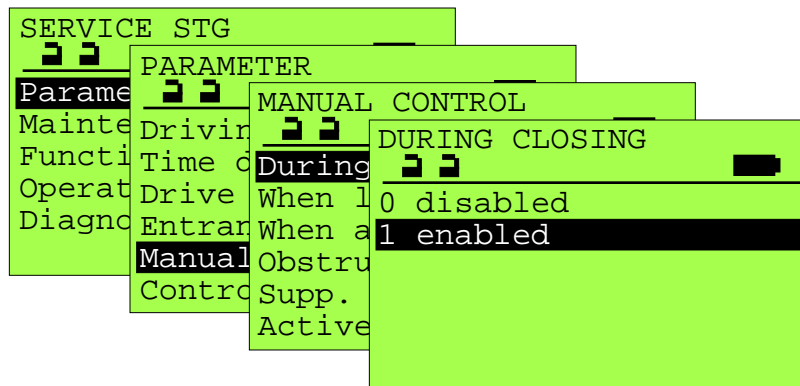 SERVICE STG
Parame
Mainte
Functi
Operat
Diagno
PARAMETER
Drivin
Time d
Drive
Entran
Manual
Contro
MANUAL CONTROL
During
When l
When a
Obstru
Supp.
Active
DURING CLOSING
0 disabled
1 enabled